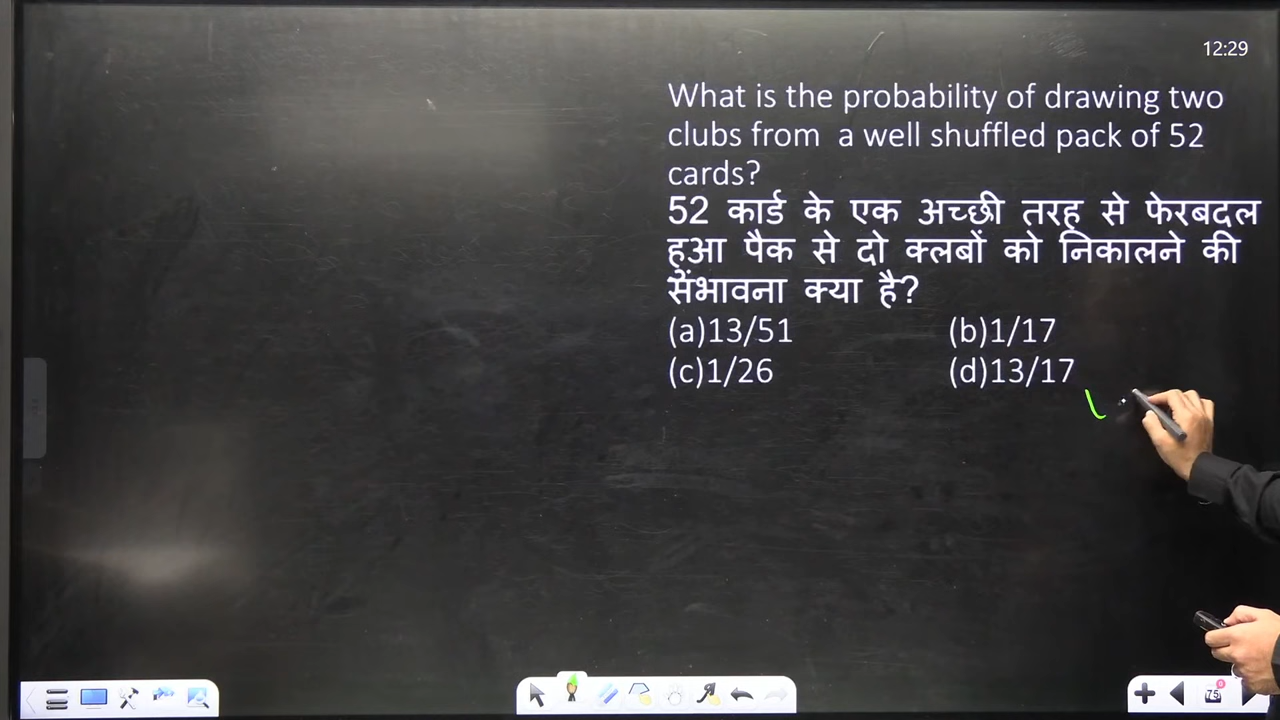 12:29
What is the probability of drawing two
clubs from a well shuffled pack of 52
cards?
52 कार्ड के एक अच्छी तरह से फेरबदल
हुआ पैक से दो क्लबों को निकालने की
संभावना क्या है?
(a)13/51 (b)1/17
(c)1/26 (d)13/17
75